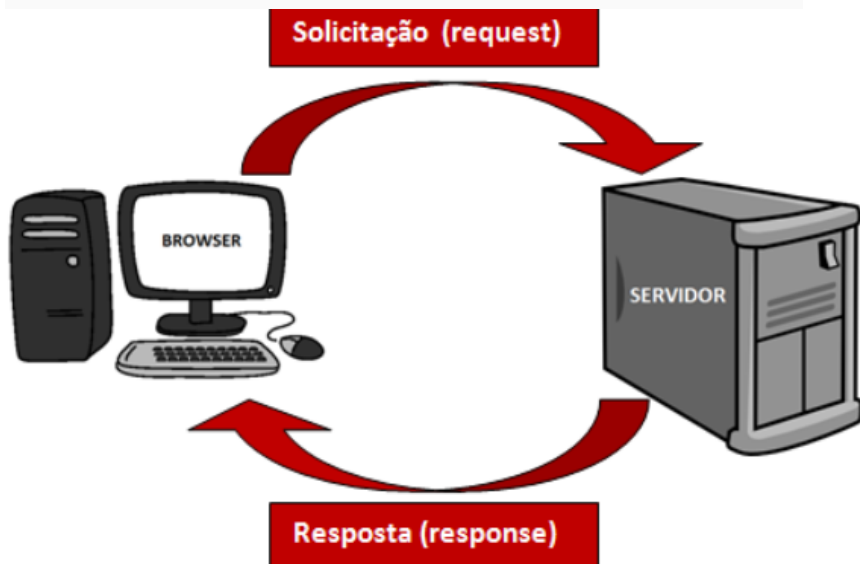 Solicitação (request)
BROWSER
SERVIDOR
Resposta (response)